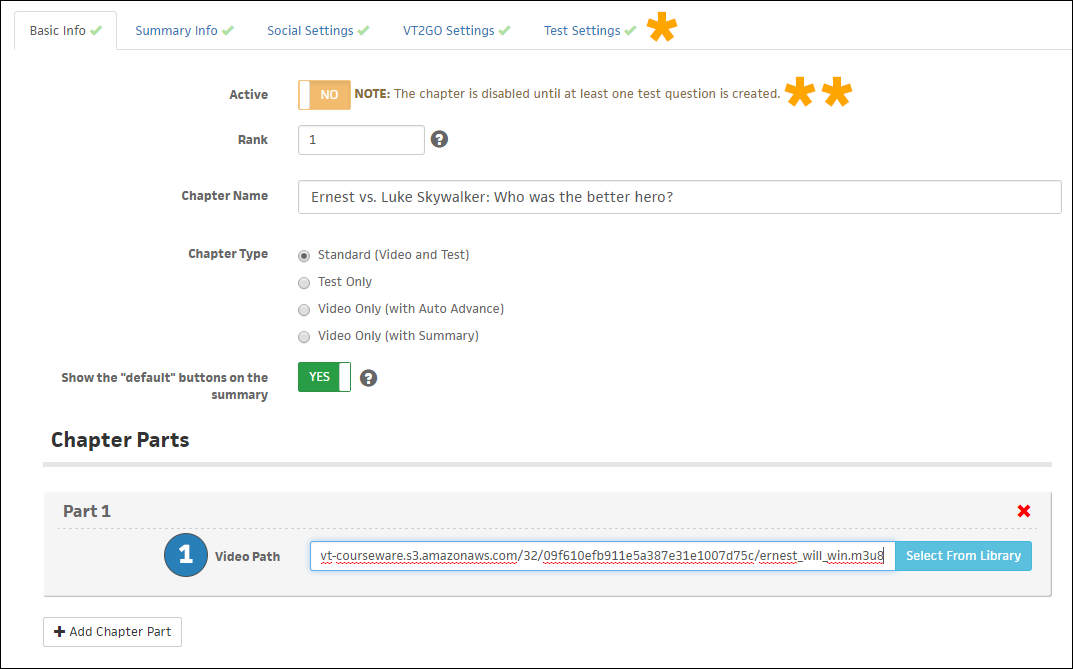 Basic Info Summary Info Social Settings VT2GO Settings Test Settings *
Active NO NOTE: The chapter is disabled until at least one test question is created. * *
Rank 1 ?
Chapter Name Ernest vs. Luke Skywalker: Who was the better hero?
Chapter Type Standard (Video and Test)
Test Only
Video Only (with Auto Advance)
Video Only (with Summary)
Show the "default" buttons on the YES ?
summary
Chapter Parts
Part 1
1 Video Path vt-courseware.s3.amazonaws.com/32/09f610efb911e5a387e31e1007d75c/ernest_will_win.m3u8 Select From Library
Add Chapter Part